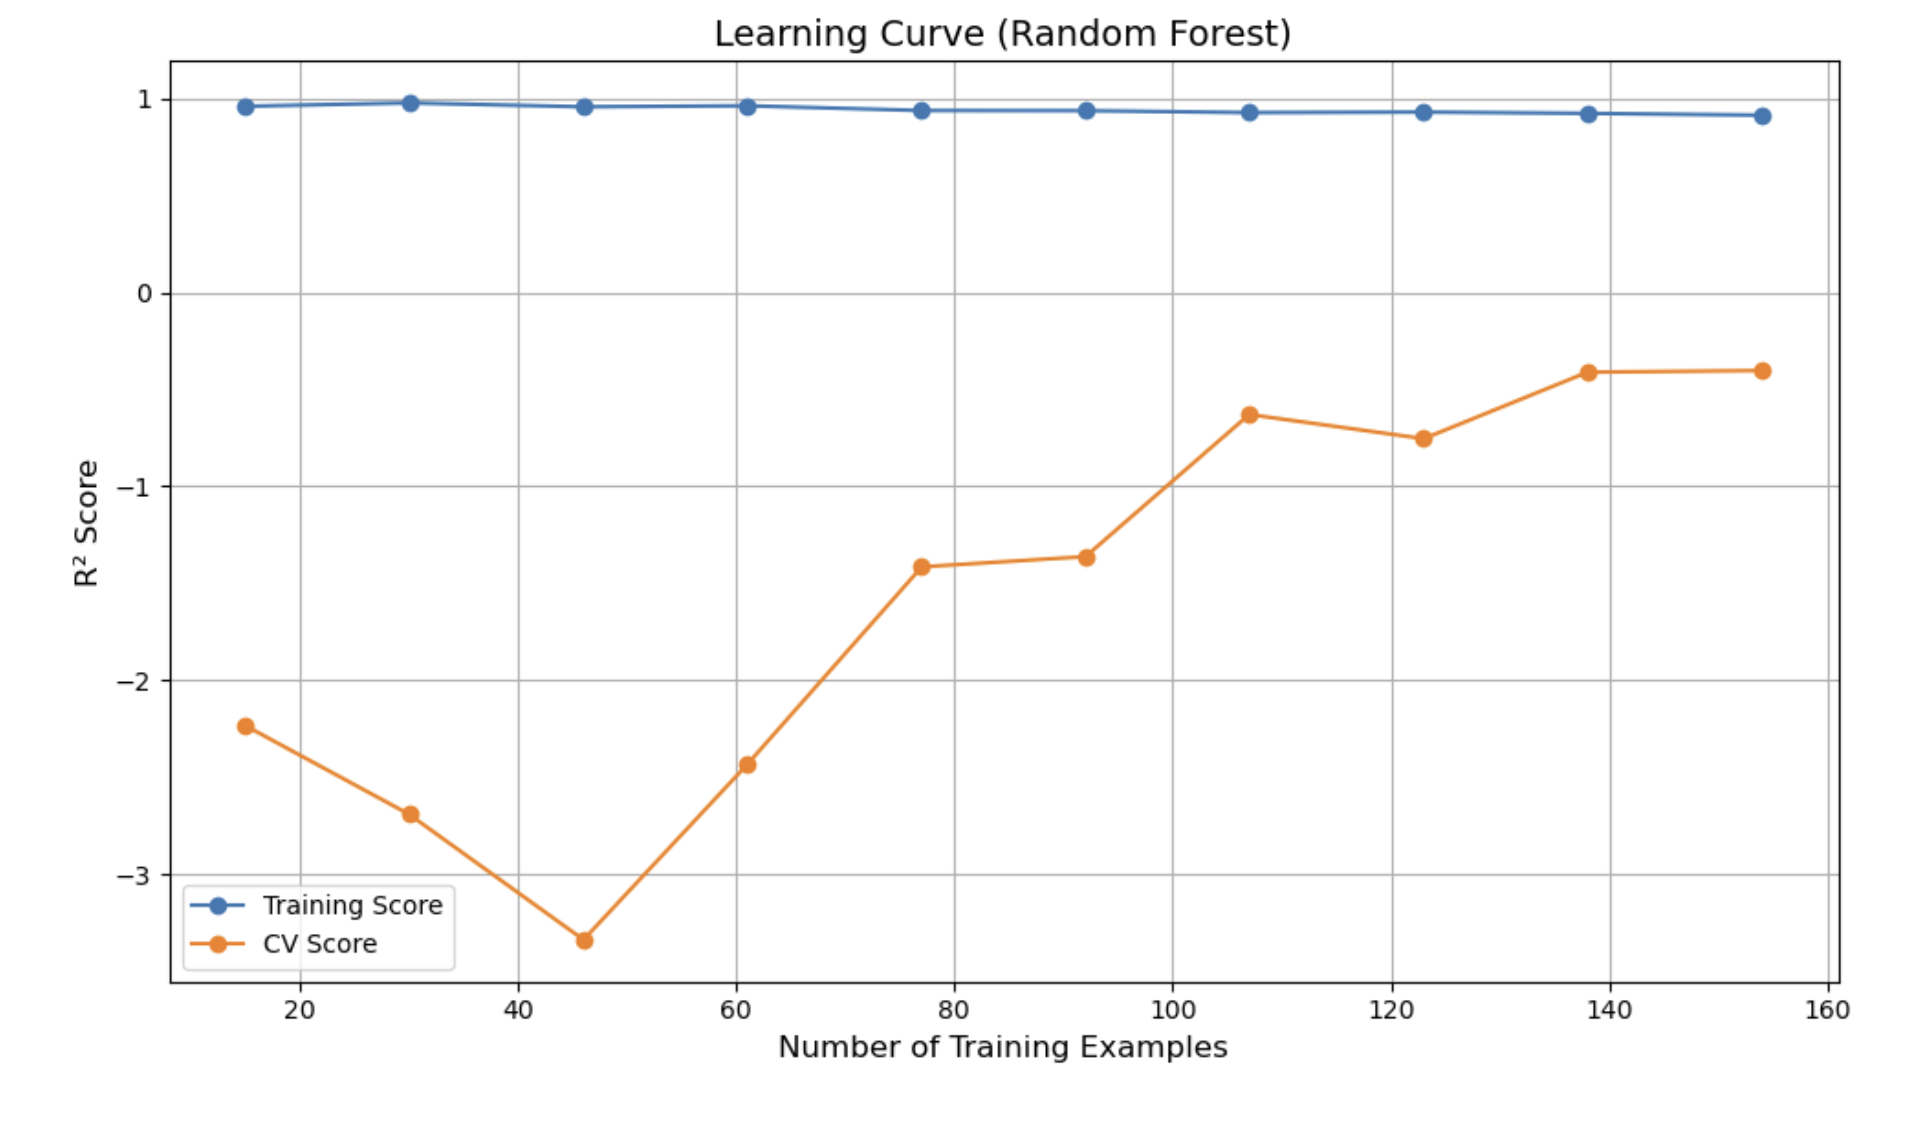 Learning Curve (Random Forest)
1
0
−1
−2
−3
R² Score
Training Score
CV Score
20 40 60 80 100 120 140 160
Number of Training Examples